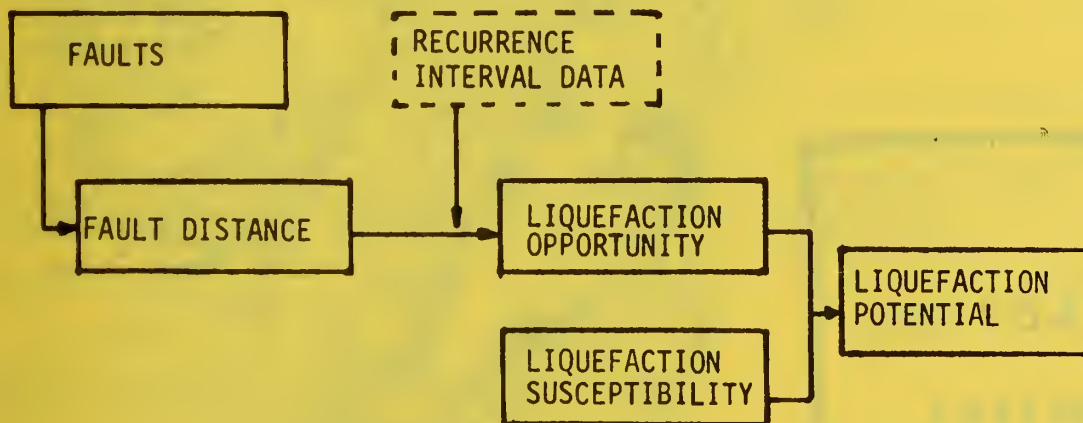 FAULTS
RECURRENCE
INTERVAL DATA
FAULT DISTANCE
LIQUEFACTION
OPPORTUNITY
LIQUEFACTION
POTENTIAL
LIQUEFACTION
SUSCEPTIBILITY